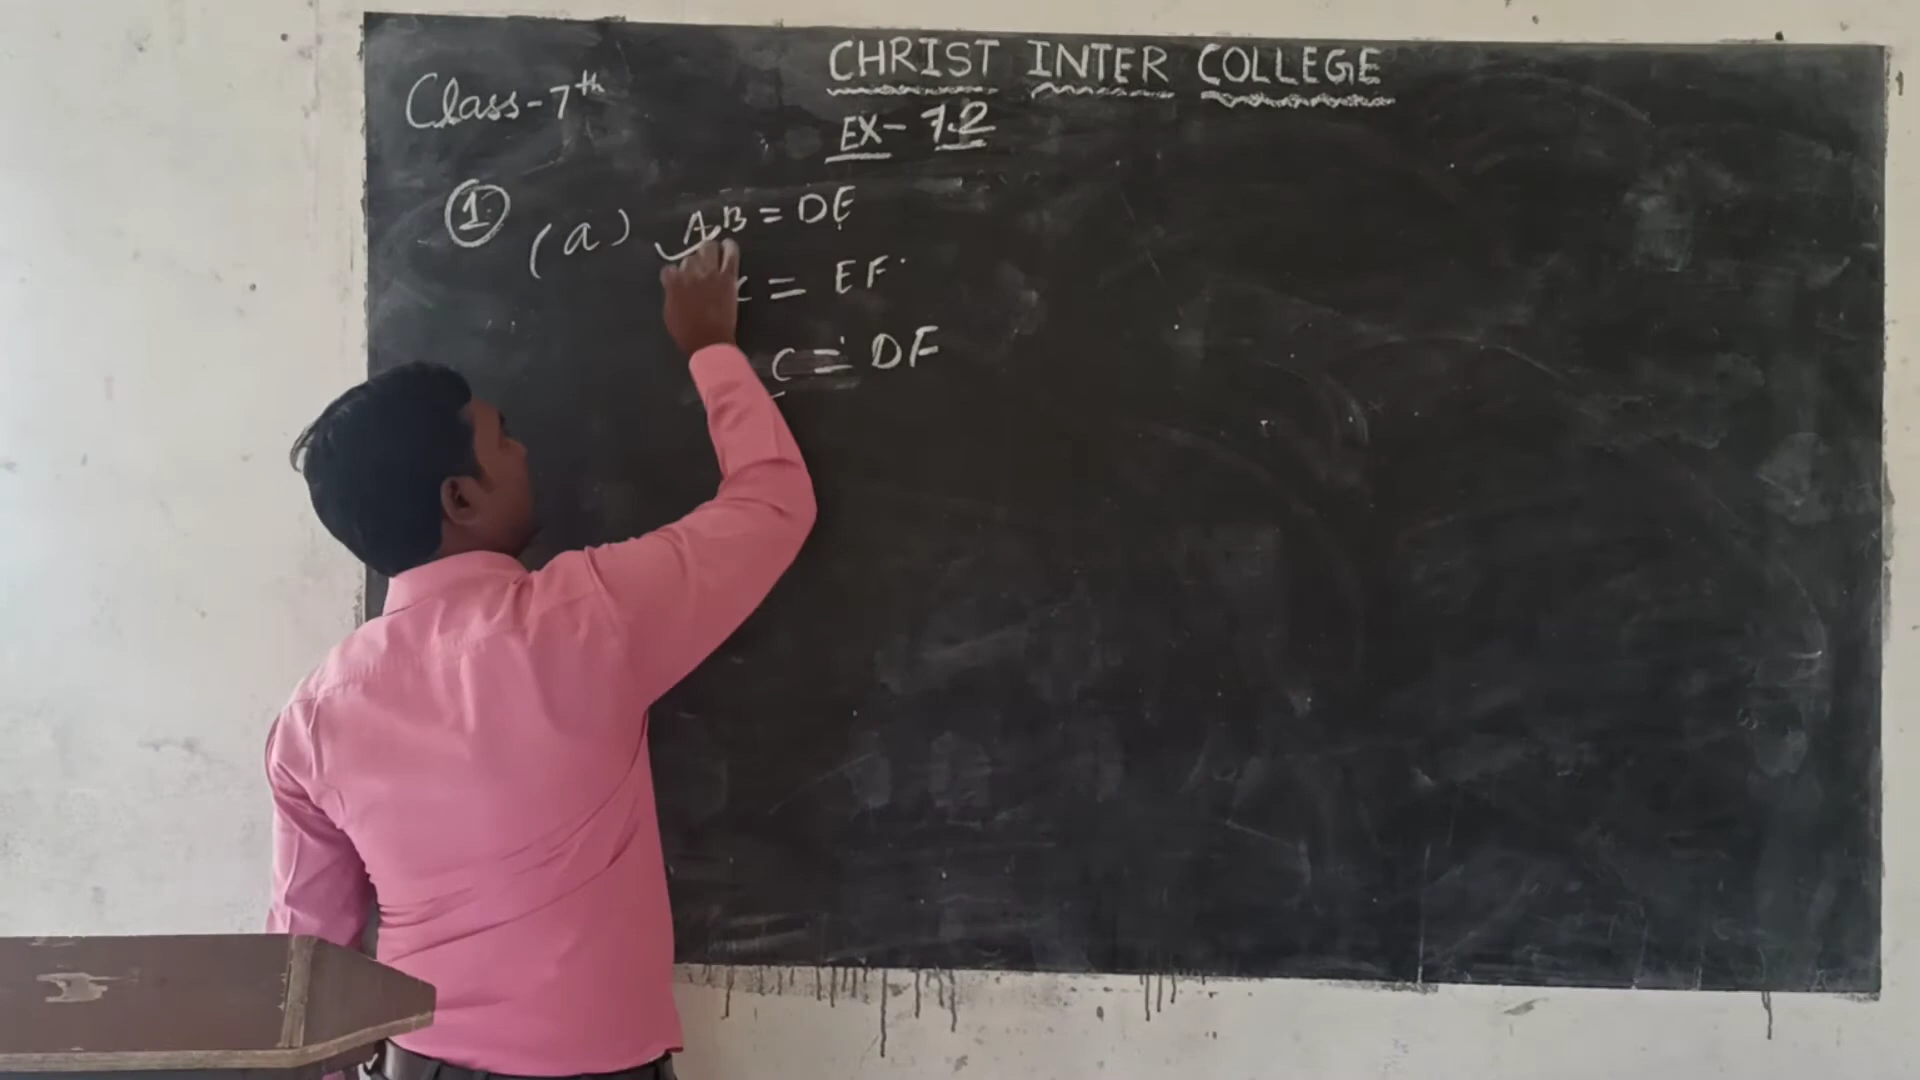 CHRIST INTER COLLEGE
Class-7th
EX- 7.2
1 (a) AB = DE
C = EF
C = DF